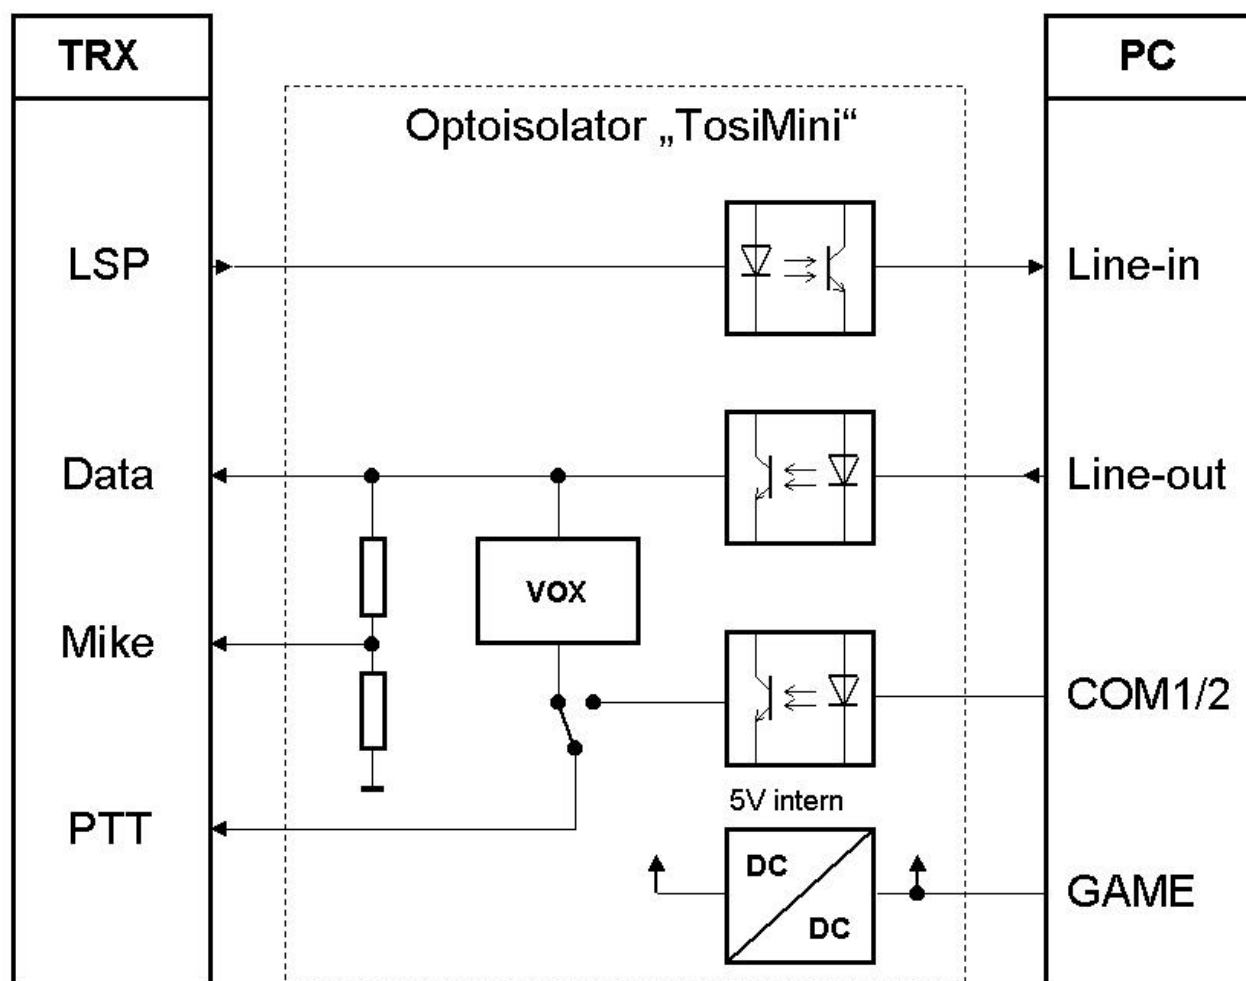 TRX
PC
Optoisolator „TosiMini“
LSP
Line-in
Data
Line-out
VOX
Mike
COM1/2
5V intern
PTT
DC
DC
GAME